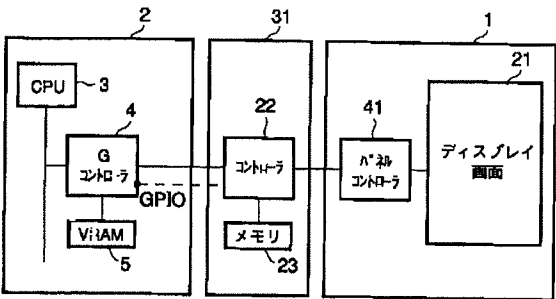 2
31
1
CPU
3
21
4
22
41
G
コントローラ
コントローラ
パネル
コントローラ
ディスプレイ
画面
GPIO
VRAM
メモリ
5
23